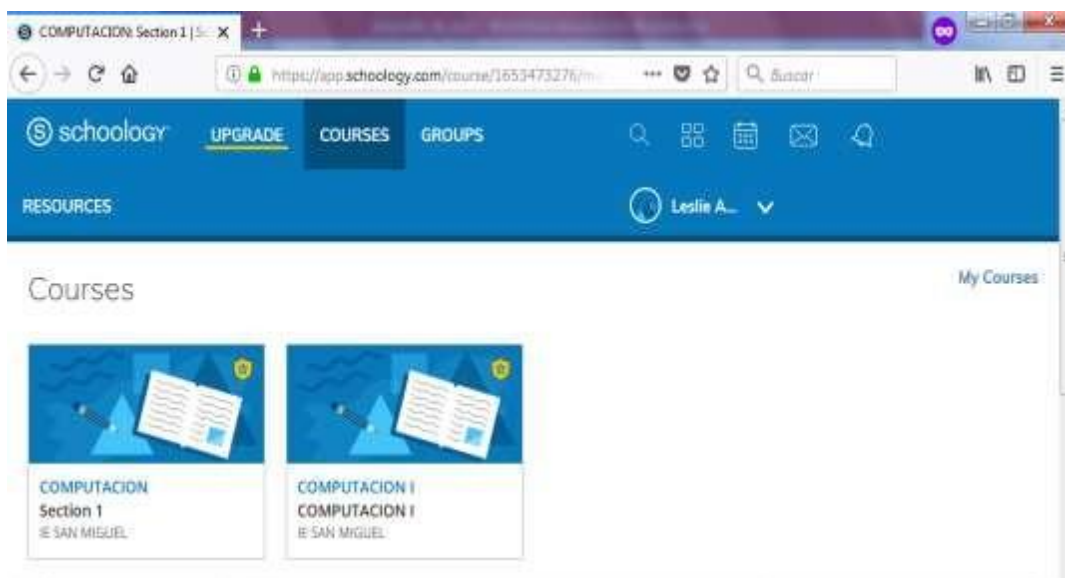 COMPUTACION: Section 1 | S
https://app.schoology.com/course/1653473276/m
Buscar
schoology UPGRADE COURSES GROUPS
RESOURCES
Leslie A...
Courses
My Courses
COMPUTACION
Section 1
IE SAN MIGUEL
COMPUTACION I
COMPUTACION I
IE SAN MIGUEL